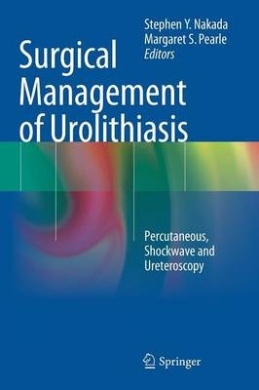 Stephen Y. Nakada
Margaret S. Pearle
Editors
Surgical
Management
of Urolithiasis
Percutaneous,
Shockwave and
Ureteroscopy
Springer